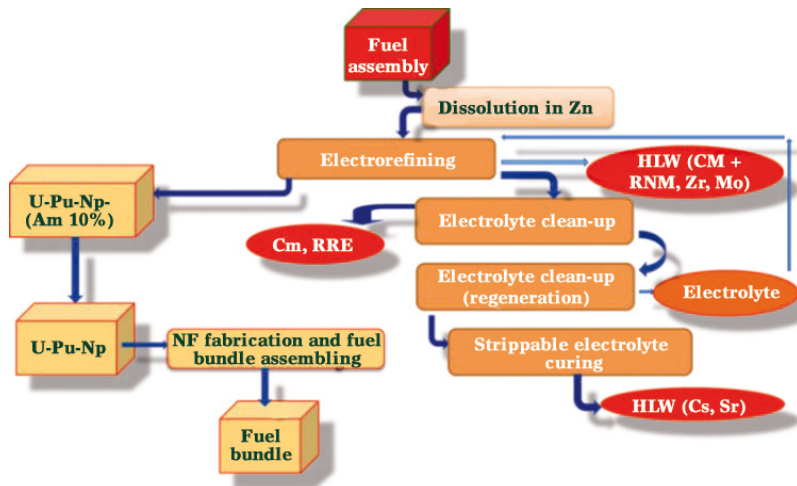 Fuel
assembly
Dissolution in Zn
Electrorefining
HLW (CM +
RNM, Zr, Mo)
U-Pu-Np-
(Am 10%)
Electrolyte clean-up
Cm, RRE
Electrolyte clean-up
(regeneration)
Electrolyte
U-Pu-Np
NF fabrication and fuel
bundle assembling
Strippable electrolyte
curing
HLW (Cs, Sr)
Fuel
bundle